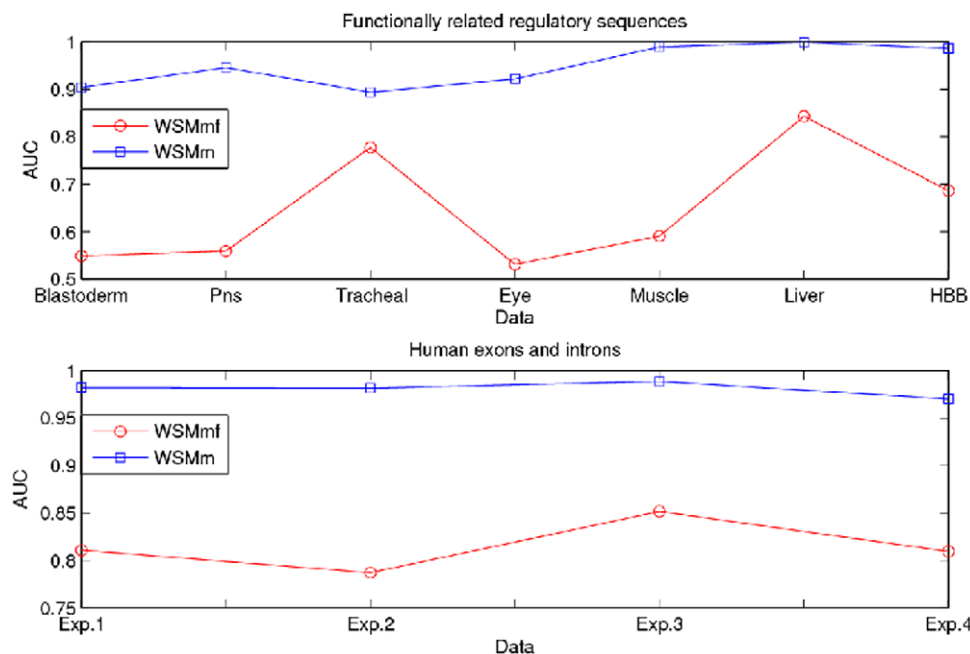 Functionally related regulatory sequences
1
0.9
0.8
0.7
0.6
0.5
AUC
WSMmf
WSMm
Blastoderm Pns Tracheal Eye Muscle Liver HBB
Data
Human exons and introns
1
0.95
0.9
0.85
0.8
0.75
AUC
WSMmf
WSMm
Exp.1 Exp.2 Exp.3 Exp.4
Data